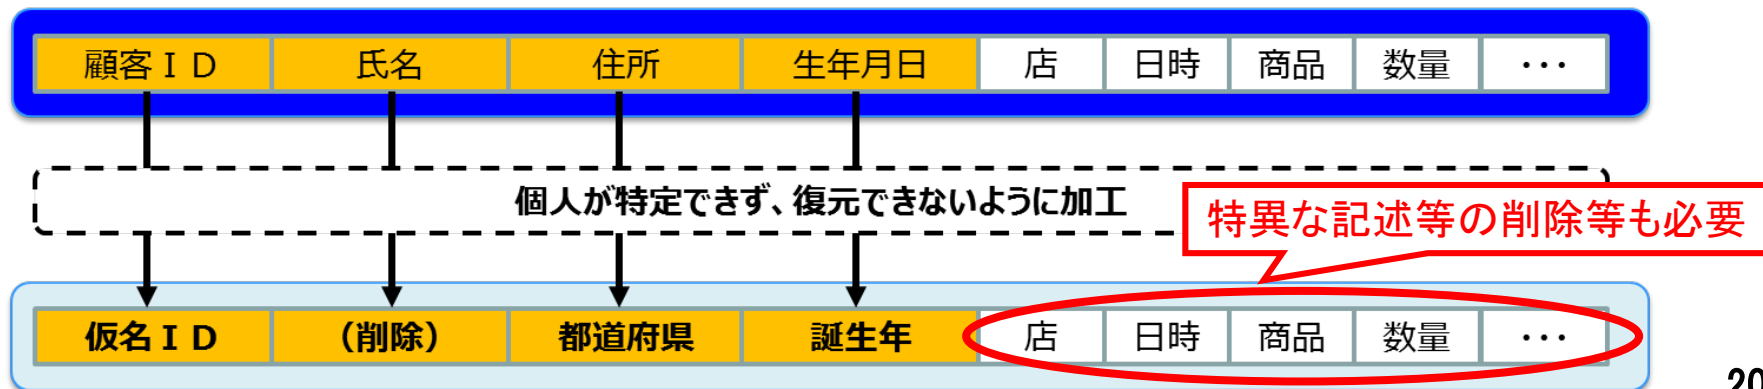 顧客ＩＤ 氏名 住所 生年月日 店 日時 商品 数量 ･･･
個人が特定できず、復元できないように加工
特異な記述等の削除等も必要
仮名ＩＤ （削除） 都道府県 誕生年 店 日時 商品 数量 ･･･